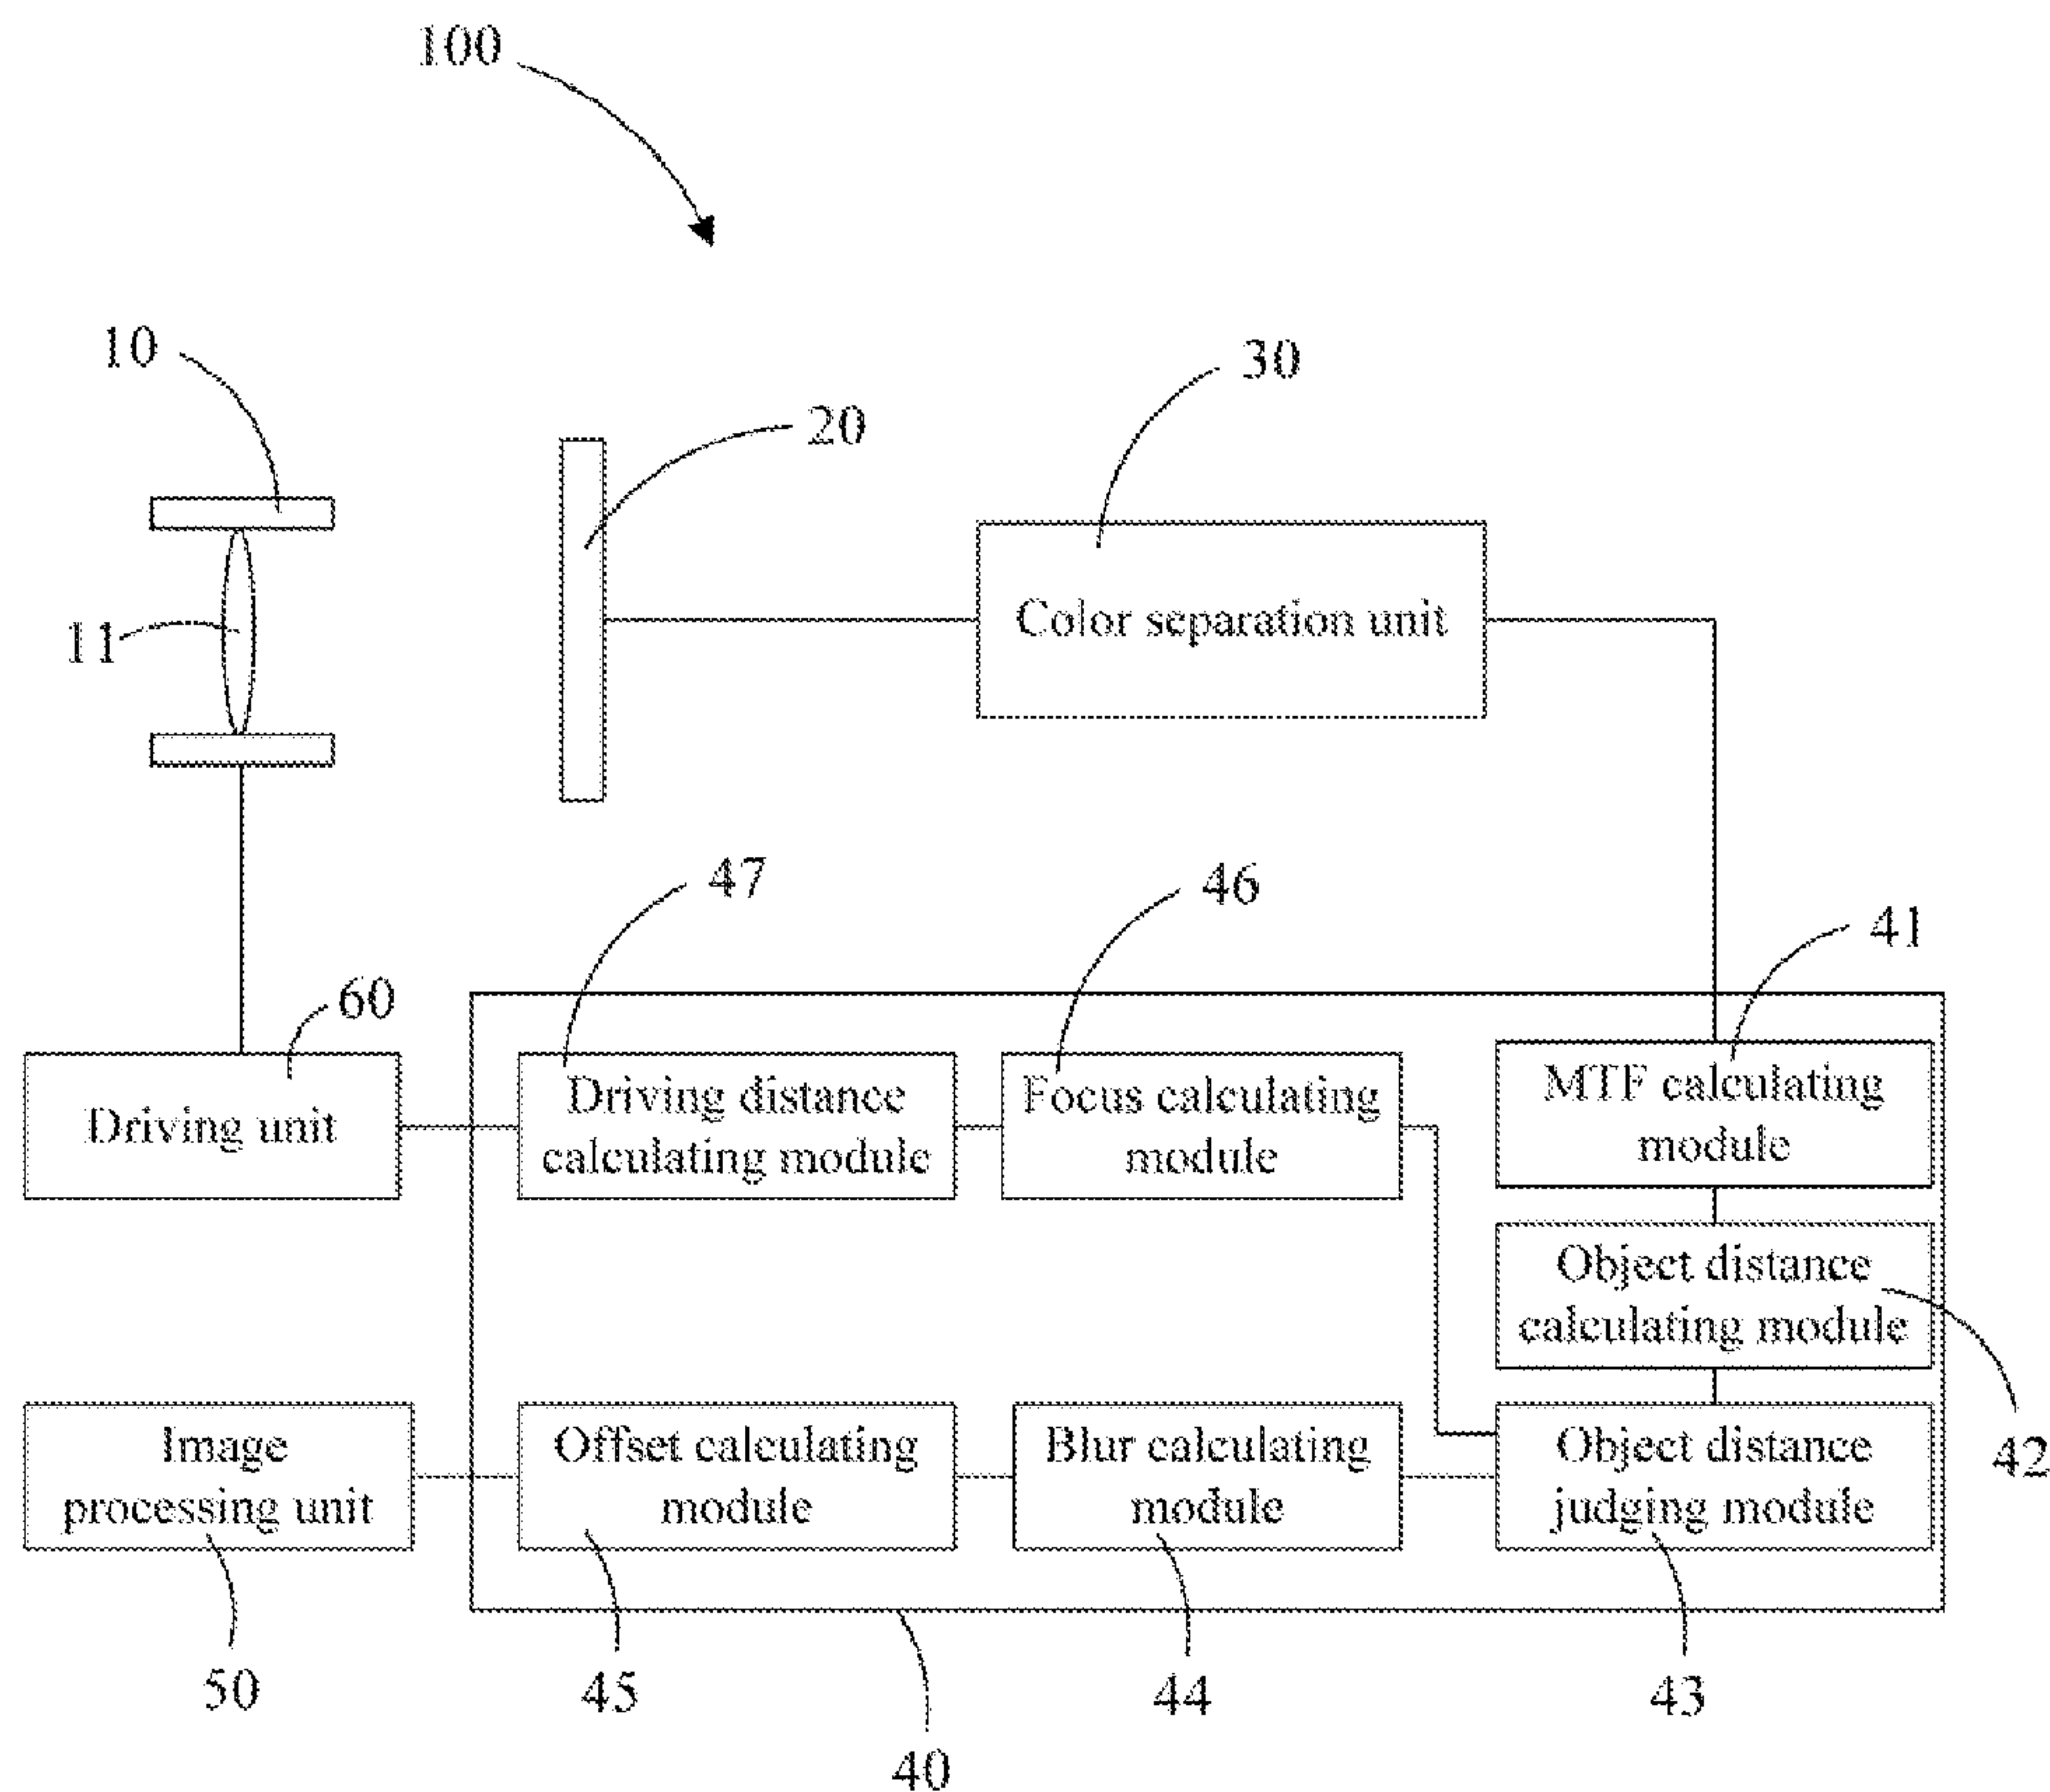 100
10
20
30
11
Color separation unit
47
46
41
60
Driving unit
Driving distance
calculating module
Focus calculating
module
MTF calculating
module
Object distance
calculating module
42
Image
processing unit
Offset calculating
module
Blur calculating
module
Object distance
judging module
50
45
44
43
40